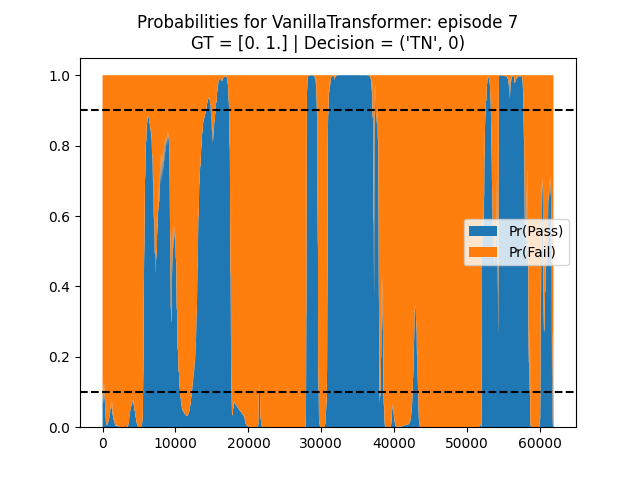 Probabilities for VanillaTransformer: episode 7
GT = [0. 1.] | Decision = ('TN', 0)
1.0
0.8
0.6
0.4
0.2
0.0
Pr(Pass)
Pr(Fail)
0 10000 20000 30000 40000 50000 60000